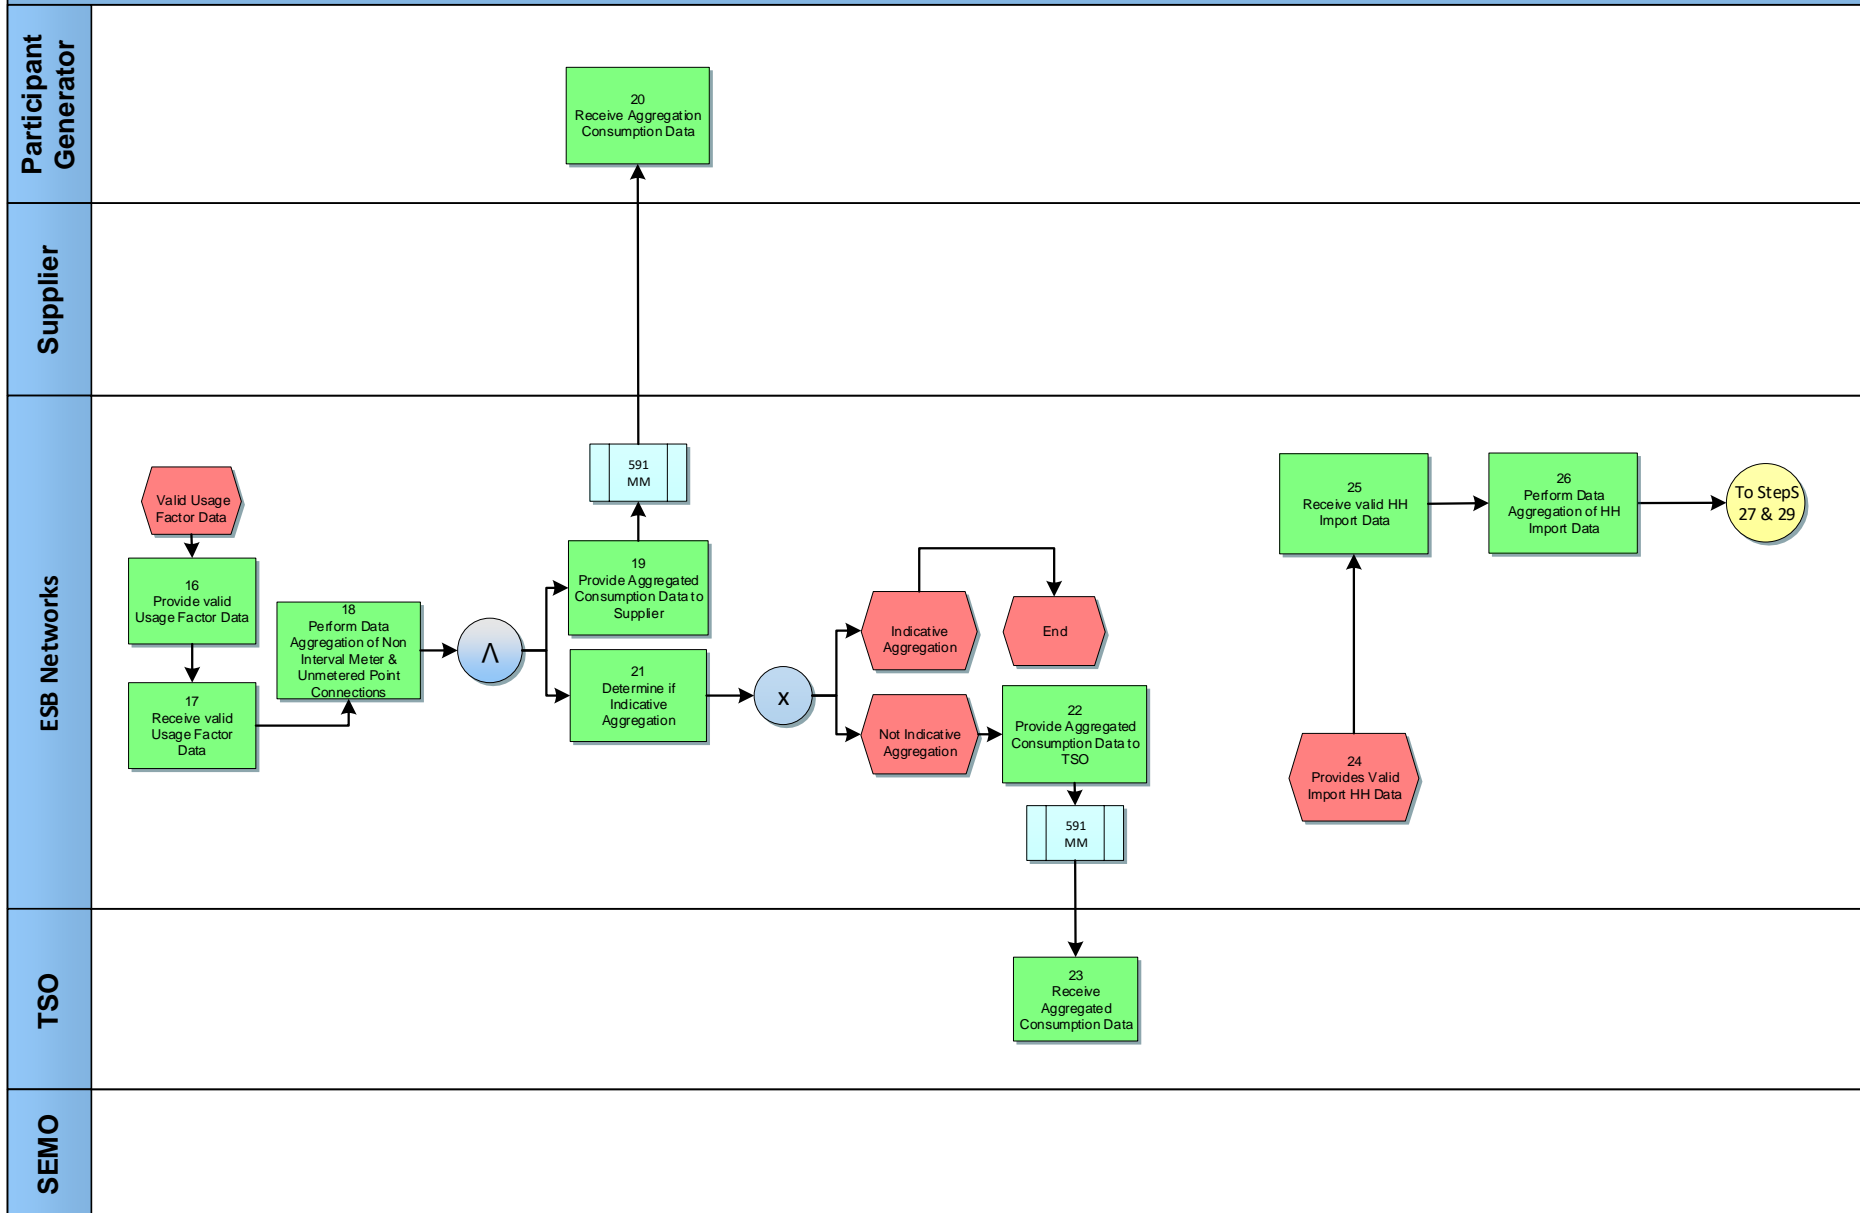 Participant
Generator
20
Receive Aggregation
Consumption Data
Supplier
ESB Networks
Valid Usage
Factor Data
16
Provide valid
Usage Factor Data
17
Receive valid
Usage Factor
Data
18
Perform Data
Aggregation of Non
Interval Meter &
Unmetered Point
Connections
Λ
591
MM
19
Provide Aggregated
Consumption Data to
Supplier
21
Determine if
Indicative
Aggregation
x
Indicative
Aggregation
End
Not Indicative
Aggregation
22
Provide Aggregated
Consumption Data to
TSO
591
MM
24
Provides Valid
Import HH Data
25
Receive valid HH
Import Data
26
Perform Data
Aggregation of HH
Import Data
To StepS
27 & 29
TSO
23
Receive
Aggregated
Consumption Data
SEMO